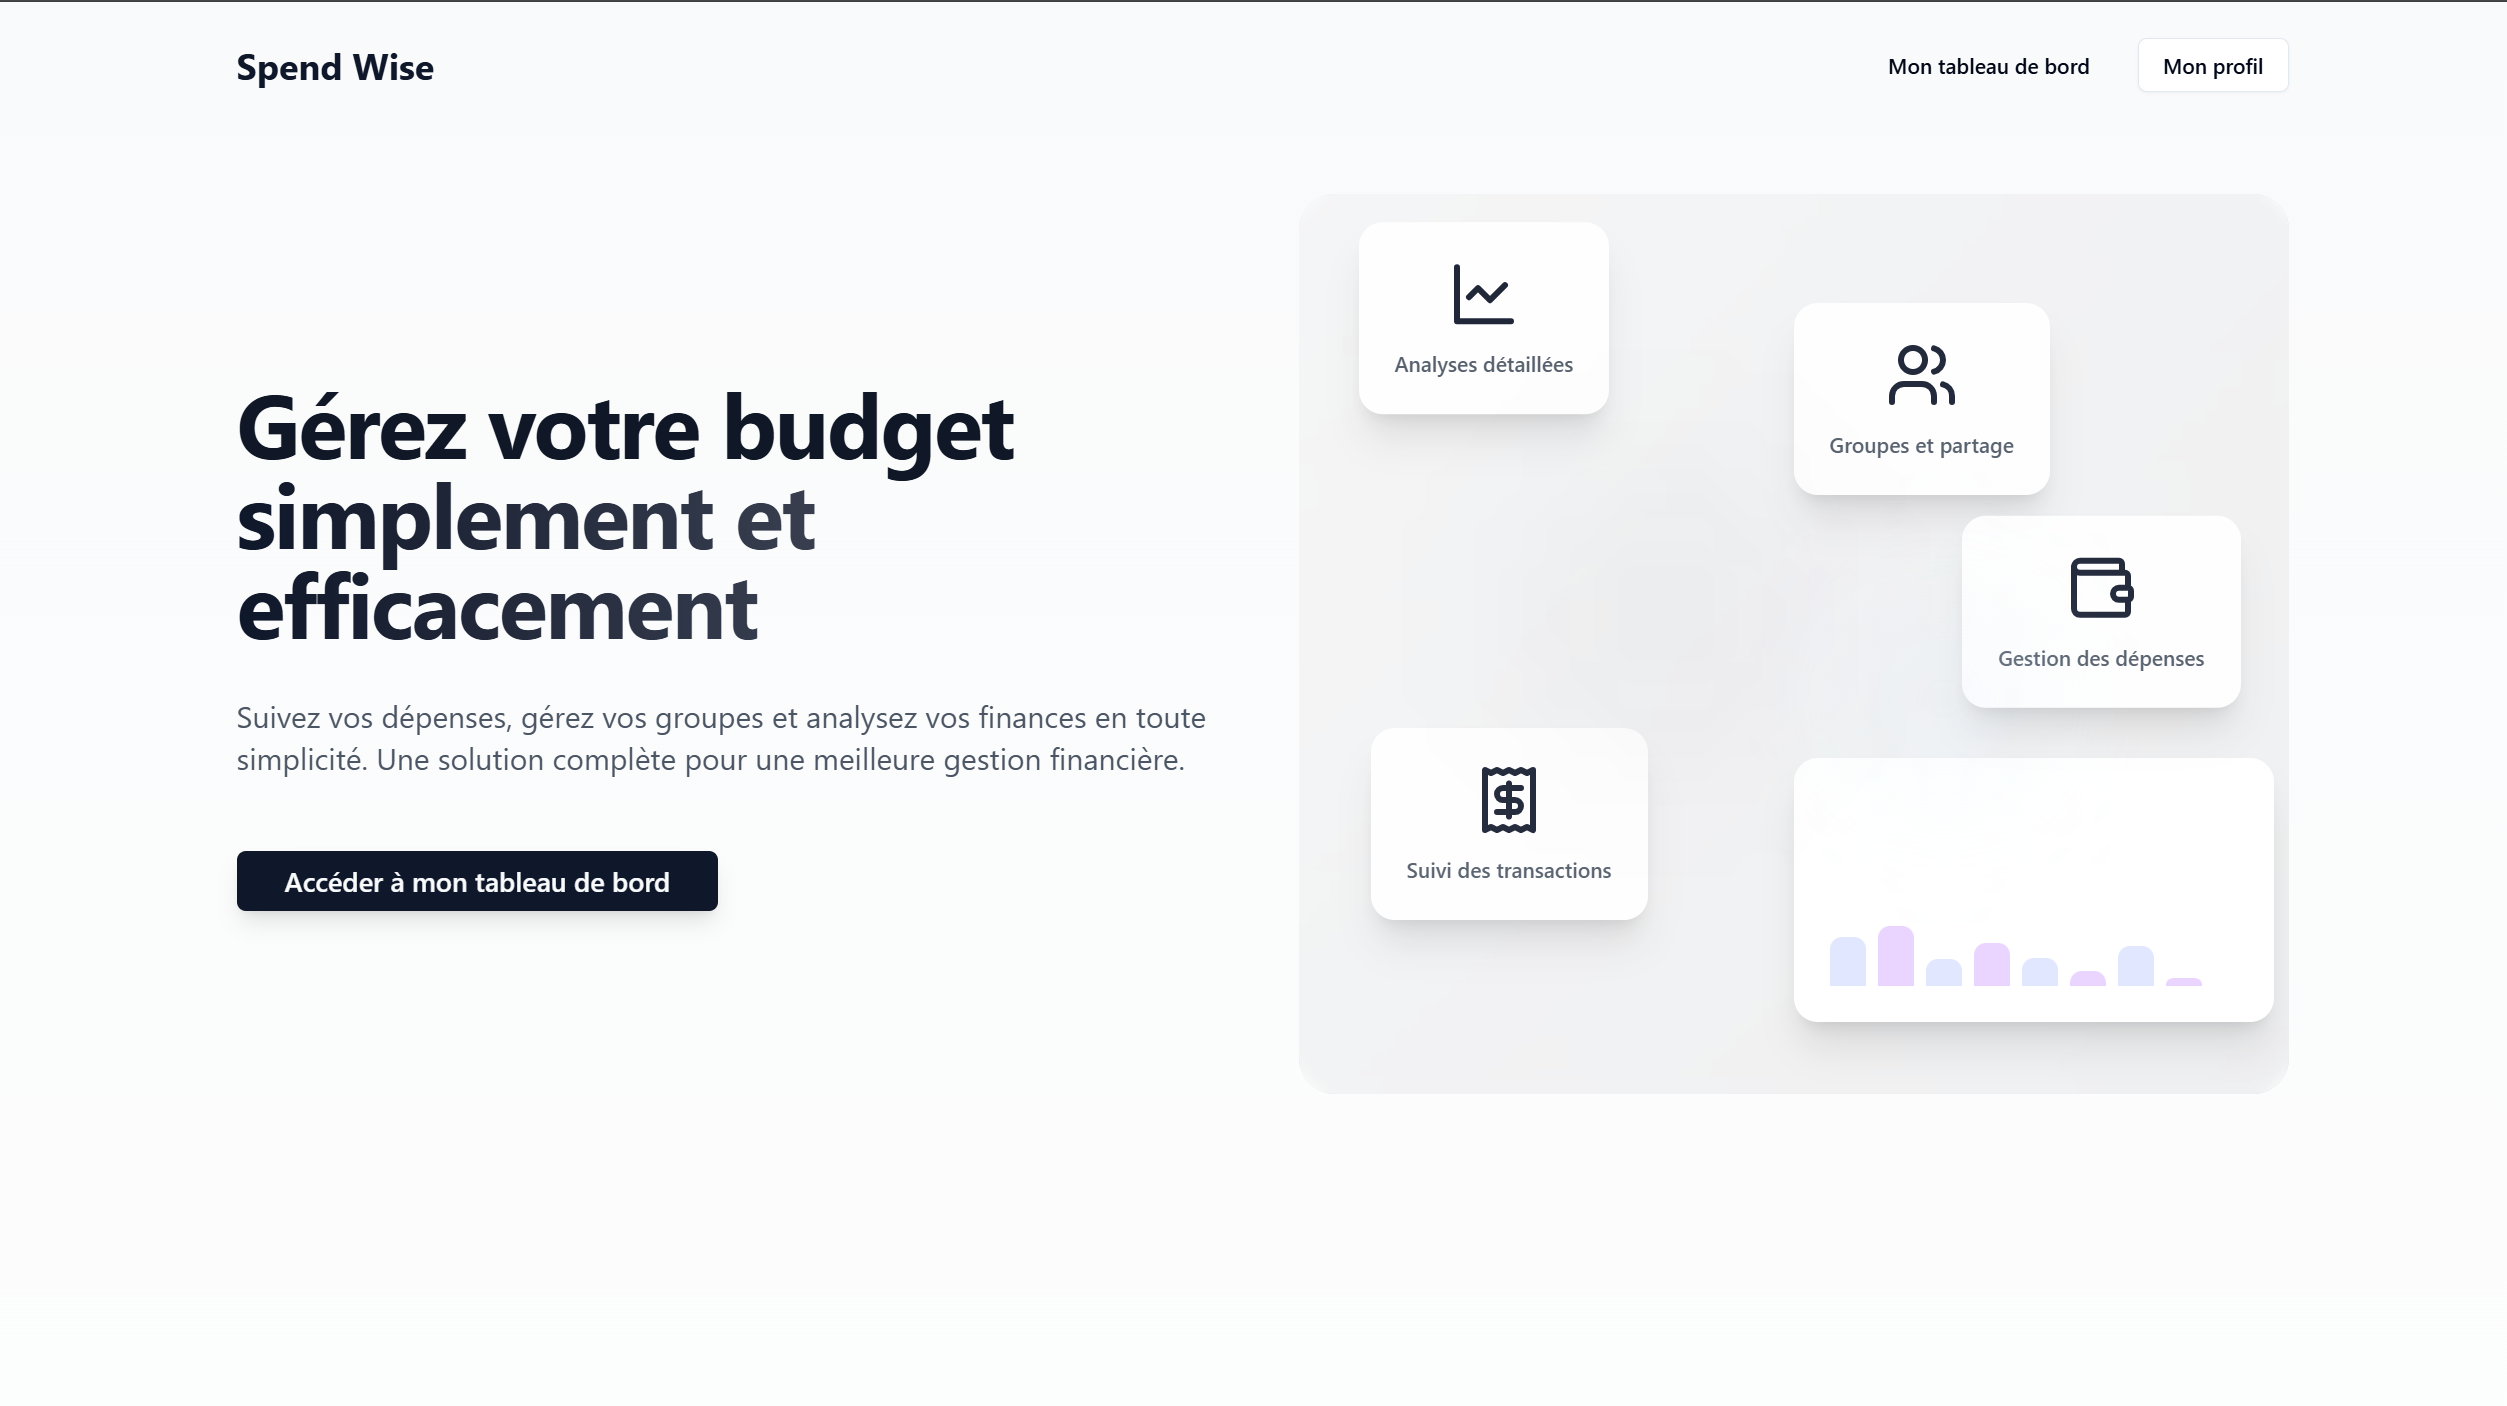 Spend Wise
Mon tableau de bord
Mon profil
Gérez votre budget
simplement et
efficacement
Suivez vos dépenses, gérez vos groupes et analysez vos finances en toute
simplicité. Une solution complète pour une meilleure gestion financière.
Accéder à mon tableau de bord
Analyses détaillées
Groupes et partage
Gestion des dépenses
Suivi des transactions